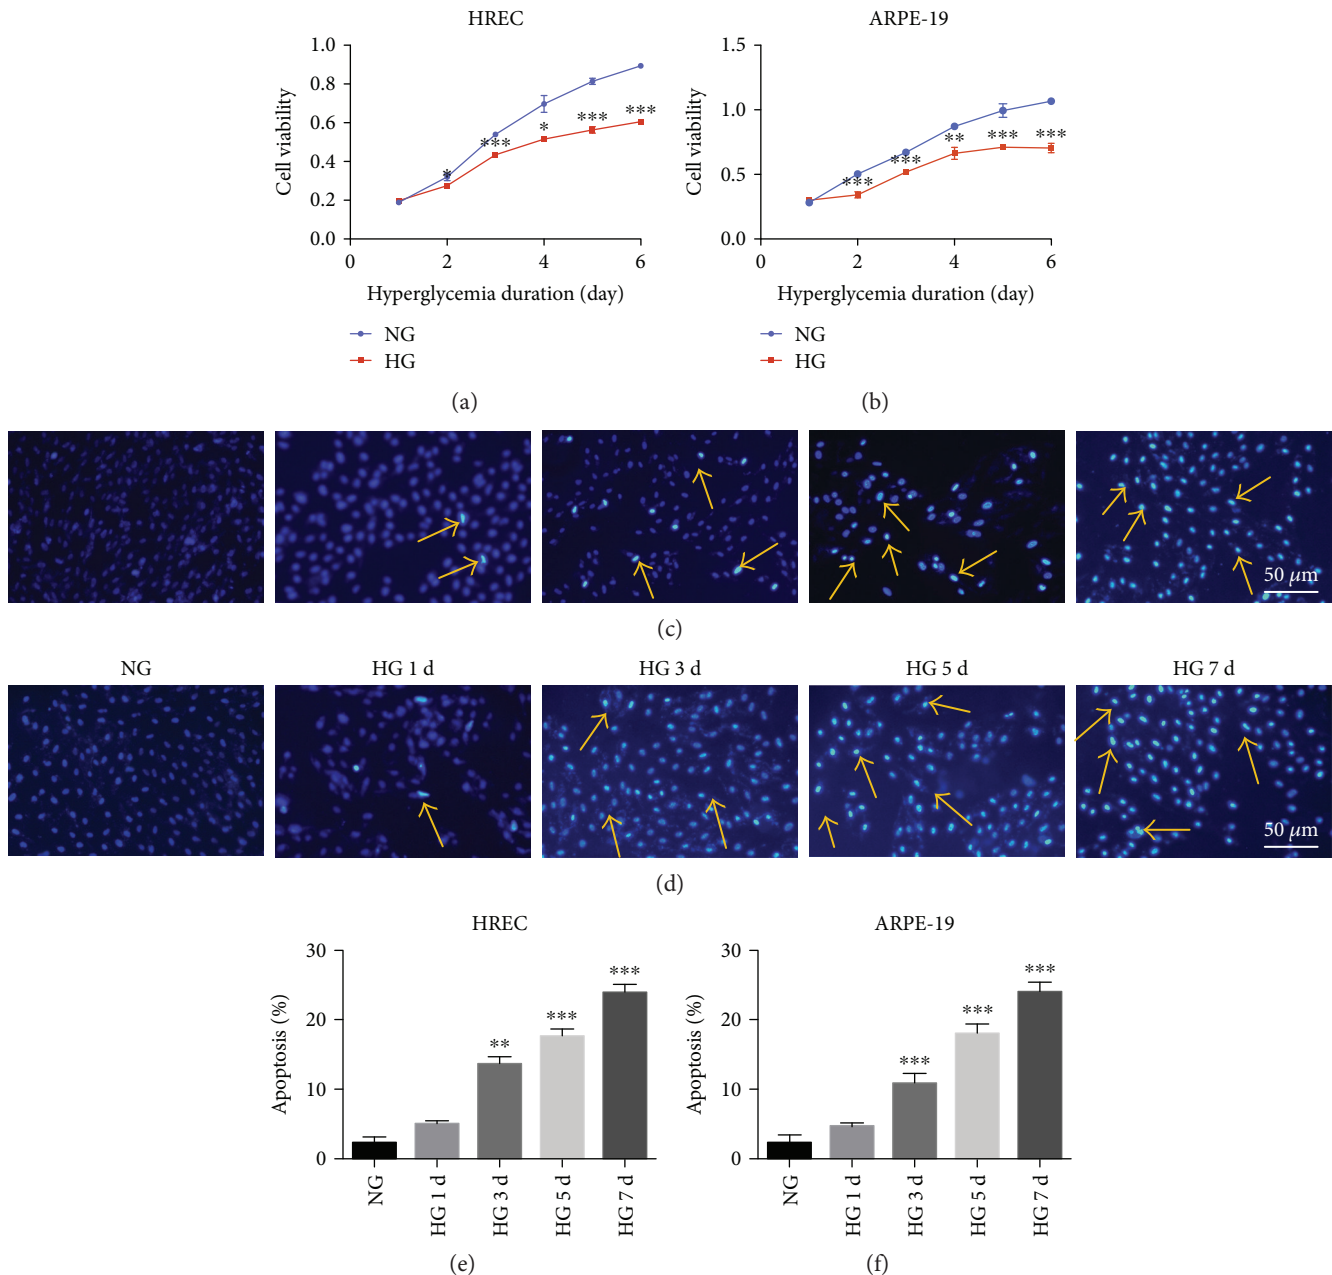 HREC
1.0
0.8
0.6
0.4
0.2
0.0
Cell viability
*
***
*
***
***
0
2
4
6
Hyperglycemia duration (day)
NG
HG
(a)
ARPE-19
1.5
1.0
0.5
0.0
Cell viability
***
***
**
***
***
0
2
4
6
Hyperglycemia duration (day)
NG
HG
(b)
50 μm
(c)
NG
HG 1 d
HG 3 d
HG 5 d
HG 7 d
50 μm
(d)
HREC
30
20
10
0
Apoptosis (%)
**
***
***
NG
HG 1 d
HG 3 d
HG 5 d
HG 7 d
(e)
ARPE-19
30
20
10
0
Apoptosis (%)
***
***
***
NG
HG 1 d
HG 3 d
HG 5 d
HG 7 d
(f)